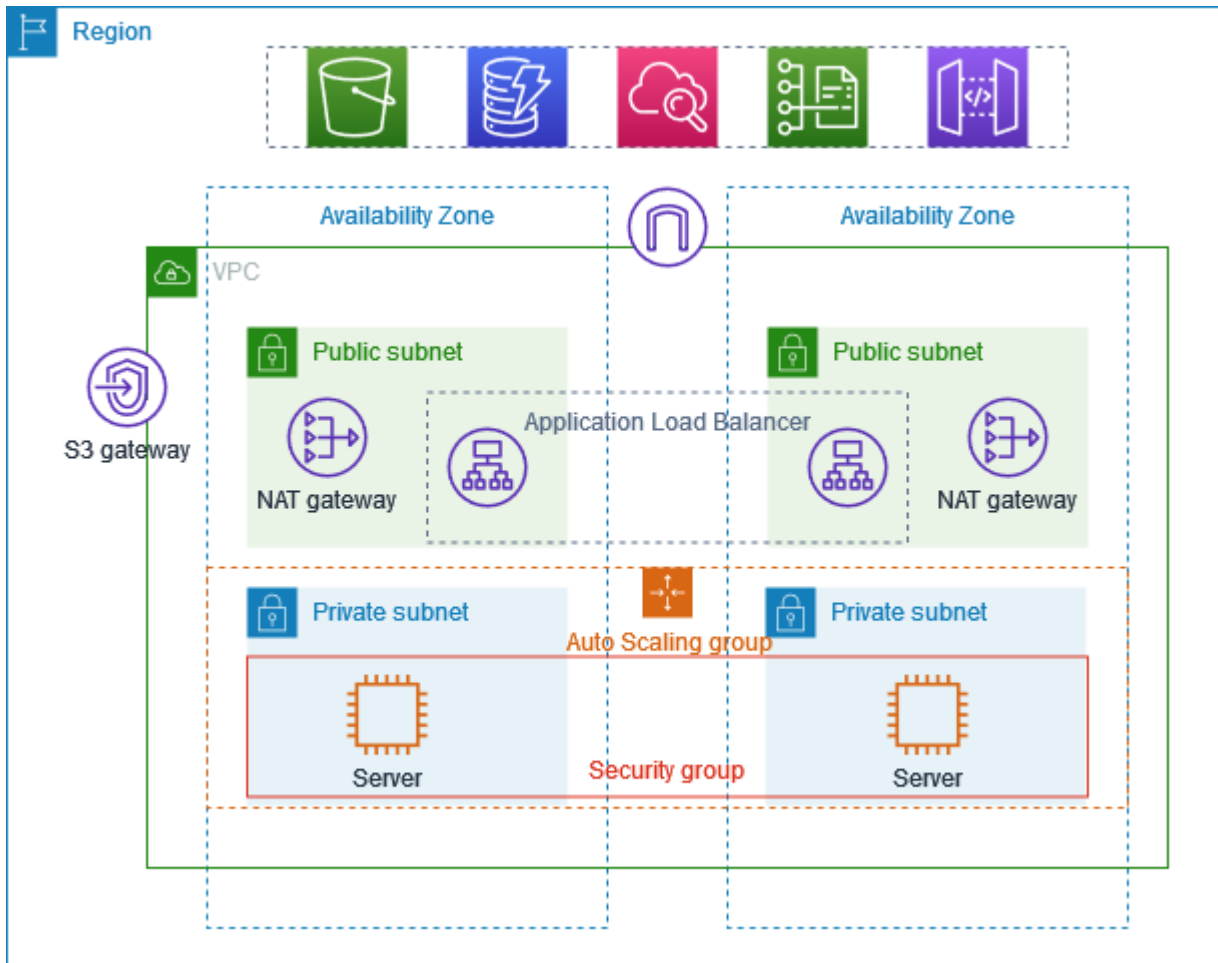 Region
Availability Zone
Availability Zone
VPC
Public subnet
Public subnet
Application Load Balancer
S3 gateway
NAT gateway
NAT gateway
Private subnet
Private subnet
Auto Scaling group
Security group
Server
Server